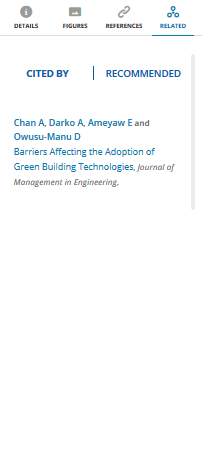 DETAILS FIGURES REFERENCES RELATED
CITED BY | RECOMMENDED
Chan A, Darko A, Ameyaw E and
Owusu-Manu D
Barriers Affecting the Adoption of
Green Building Technologies, Journal of
Management in Engineering,